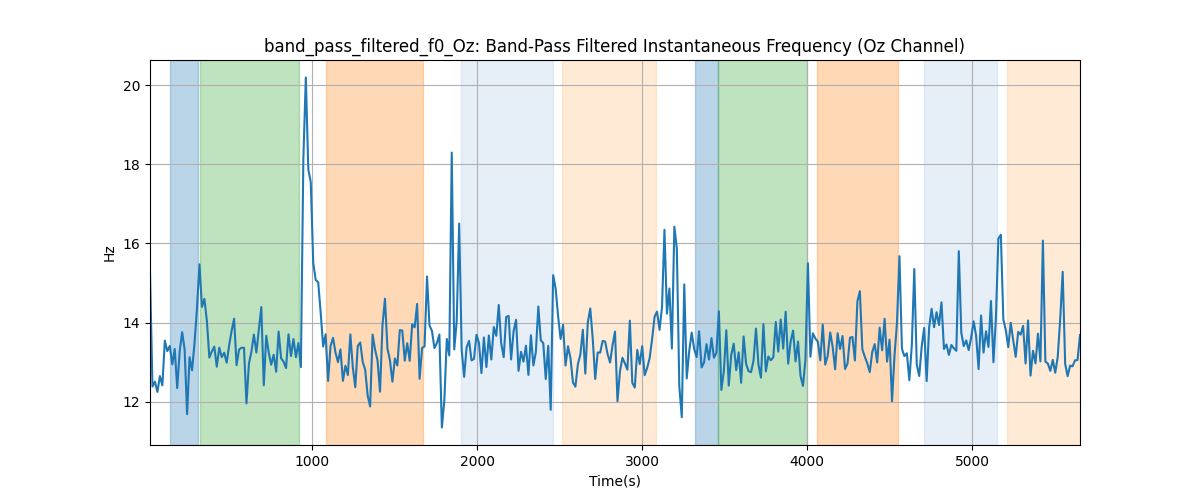 band_pass_filtered_f0_Oz: Band-Pass Filtered Instantaneous Frequency (Oz Channel)
20
18
16
14
12
Hz
1000 2000 3000 4000 5000
Time(s)